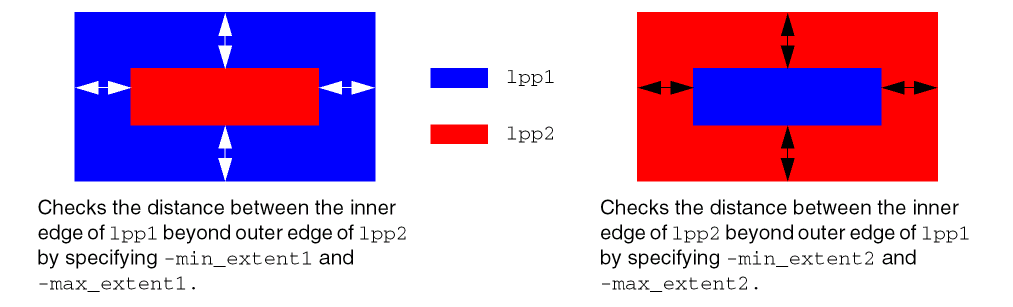 lpp1
lpp2
Checks the distance between the inner
edge of lpp1 beyond outer edge of lpp2
by specifying -min_extent1 and
-max_extent1.
Checks the distance between the inner
edge of lpp2 beyond outer edge of lpp1
by specifying -min_extent2 and
-max_extent2.